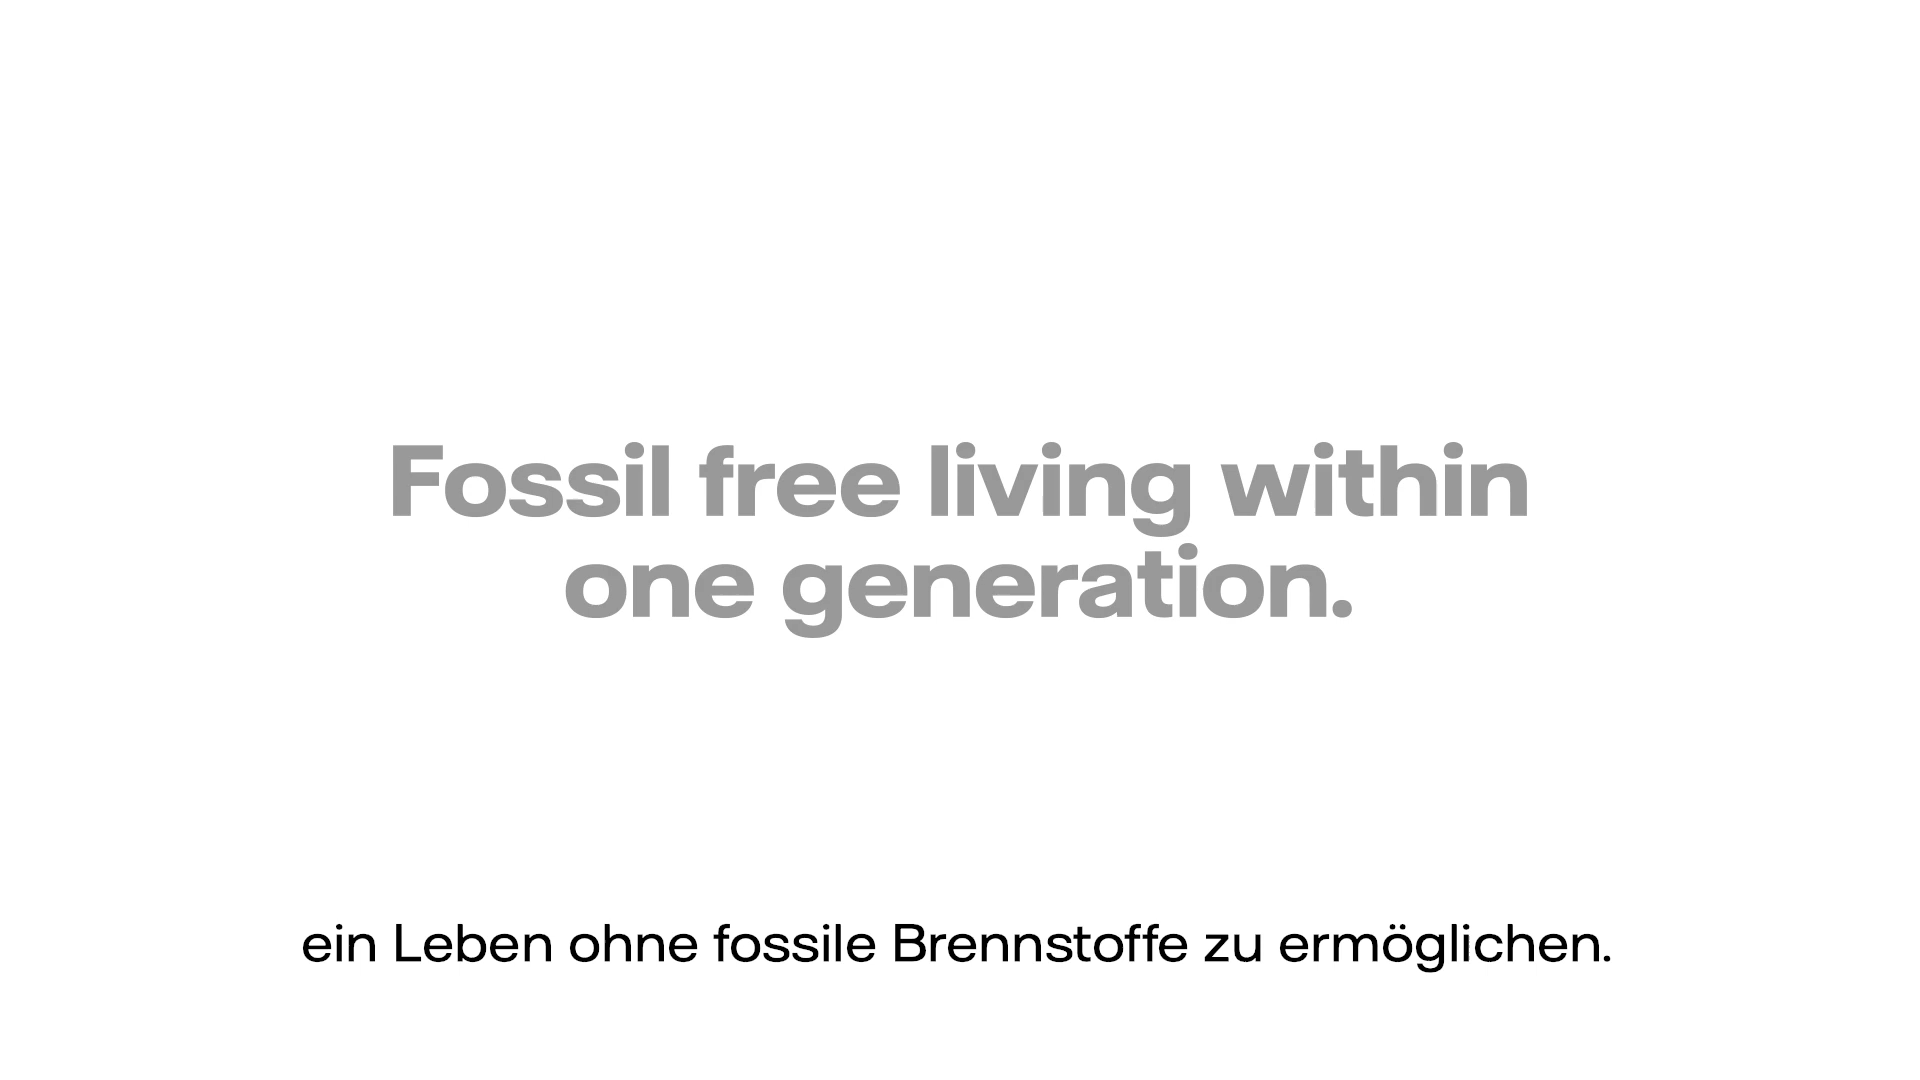 Fossil free living within
one generation.
ein Leben ohne fossile Brennstoffe zu ermöglichen.